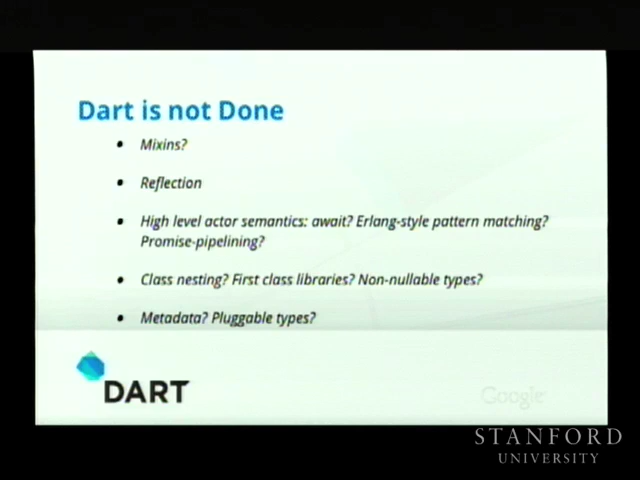 Dart is not Done
• Mixins?
• Reflection
• High level actor semantics: await? Erlang-style pattern matching?
Promise-pipelining?
• Class nesting? First class libraries? Non-nullable types?
• Metadata? Pluggable types?
DART
Google
STANFORD
UNIVERSITY